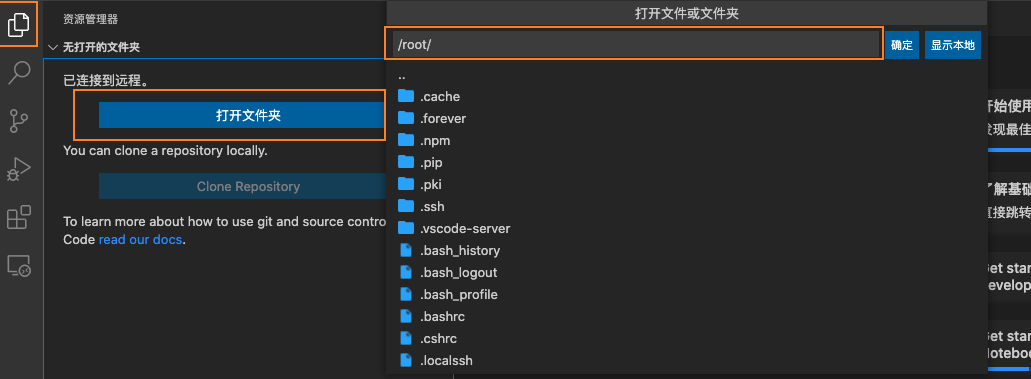 资源管理器
无打开的文件夹
已连接到远程。
打开文件夹
You can clone a repository locally.
Clone Repository
To learn more about how to use git and source contro
Code read our docs.
打开文件或文件夹
/root/
确定
显示本地
..
.cache
.forever
.npm
.pip
.pki
.ssh
.vscode-server
.bash_history
.bash_logout
.bash_profile
.bashrc
.cshrc
.localssh
开始使用
发现最佳
了解基础
直接跳转
Get star
develop
Get star
Noteboo